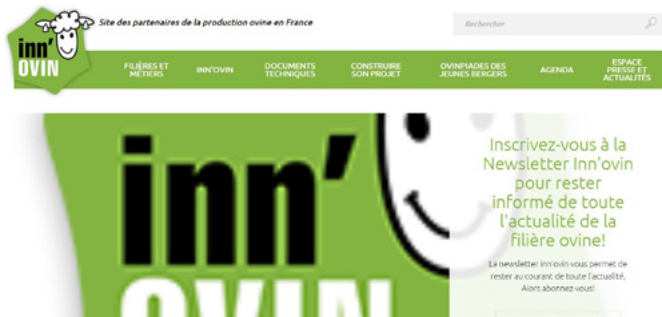 inn'
OVIN
Site des partenaires de la production ovine en France
Rechercher
FILIÈRES ET
MÉTIERS
INN'OVIN
DOCUMENTS
TECHNIQUES
CONSTRUIRE
SON PROJET
OVINPIADES DES
JEUNES BERGERS
AGENDA
ESPACE
PRESSE ET
ACTUALITÉS
inn'
OVIN
Inscrivez-vous à la
Newsletter Inn'ovin
pour rester
informé de toute
l'actualité de la
filière ovine!
La newsletter inn'ovin vous permet de
rester au courant de toute l'actualité,
Alors abonnez-vous!